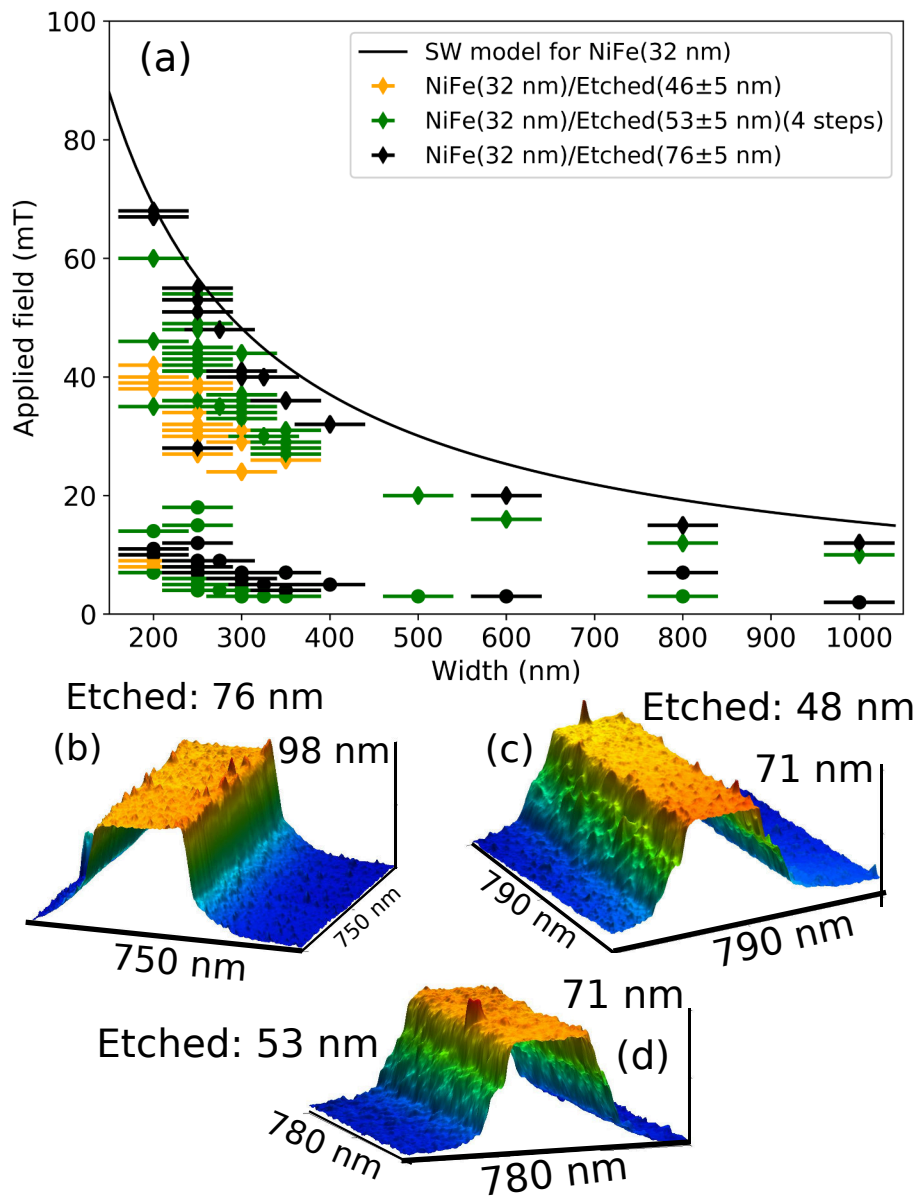 100
80
60
40
20
0
Applied field (mT)
(a)
SW model for NiFe(32 nm)
NiFe(32 nm)/Etched(46±5 nm)
NiFe(32 nm)/Etched(53±5 nm)(4 steps)
NiFe(32 nm)/Etched(76±5 nm)
200 300 400 500 600 700 800 900 1000
Width (nm)
Etched: 76 nm
(b)
98 nm
750 nm
750 nm
Etched: 48 nm
(c)
71 nm
790 nm
790 nm
Etched: 53 nm
71 nm
(d)
780 nm
780 nm